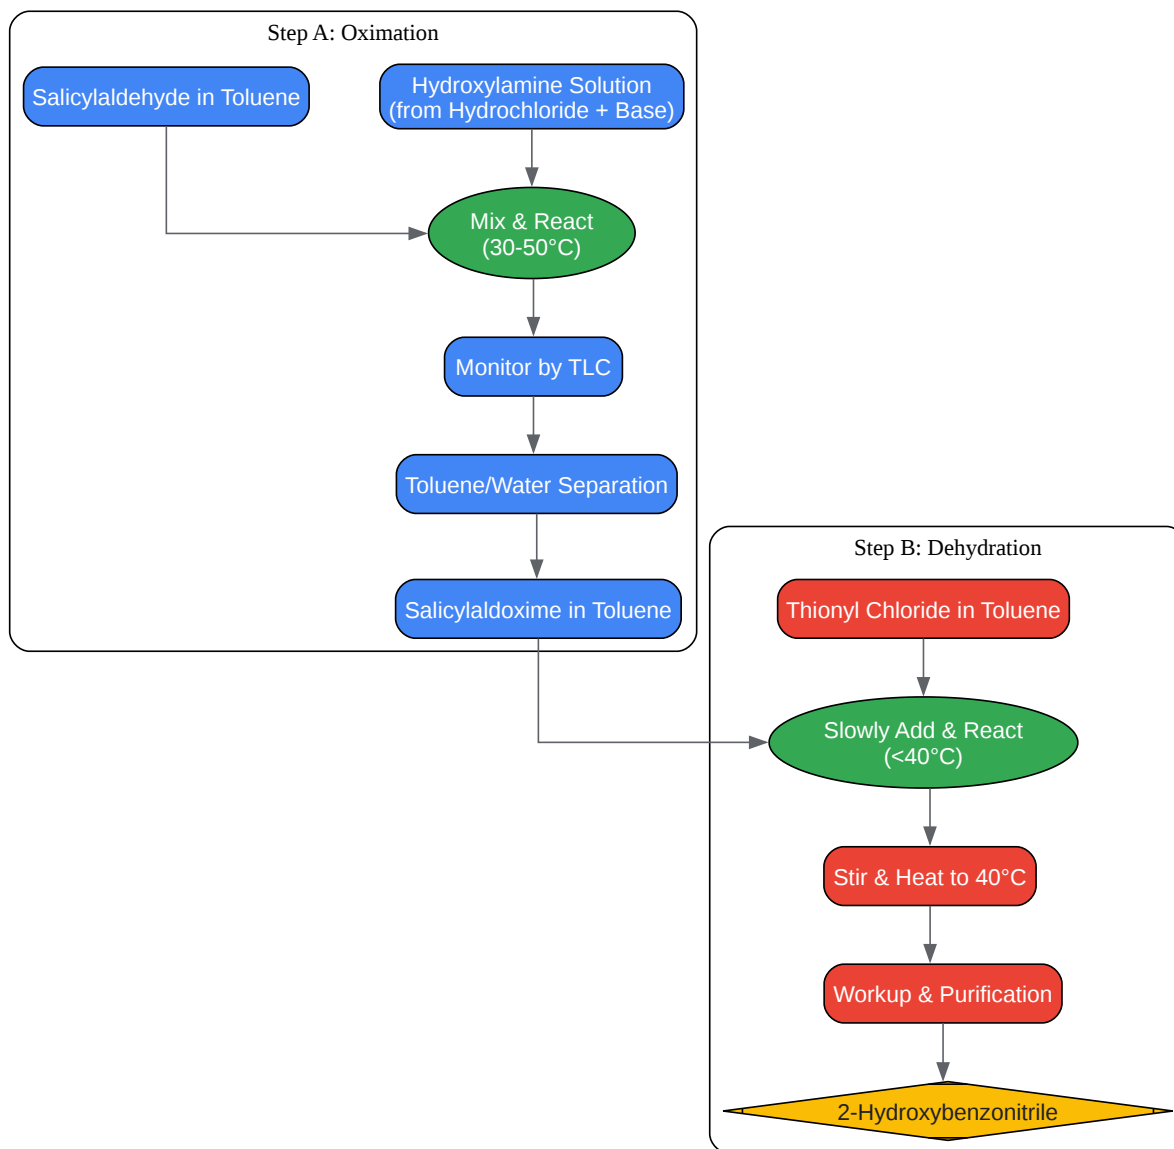 Step A: Oximation
Salicylaldehyde in Toluene
Hydroxylamine Solution
(from Hydrochloride + Base)
Mix & React
(30-50°C)
Monitor by TLC
Toluene/Water Separation
Salicylaldoxime in Toluene
Step B: Dehydration
Thionyl Chloride in Toluene
Slowly Add & React
(<40°C)
Stir & Heat to 40°C
Workup & Purification
2-Hydroxybenzonitrile